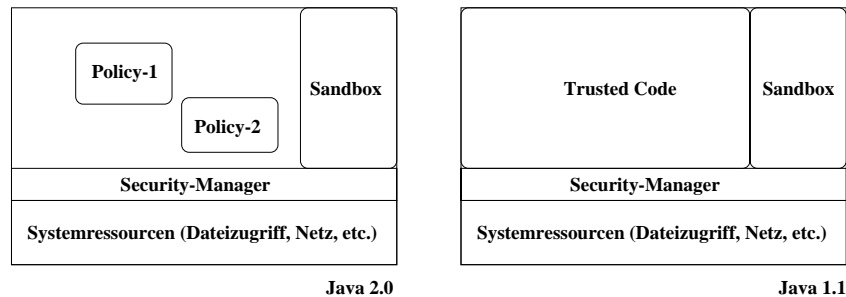 Policy-1
Sandbox
Policy-2
Security-Manager
Systemressourcen (Dateizugriff, Netz, etc.)
Java 2.0
Trusted Code
Sandbox
Security-Manager
Systemressourcen (Dateizugriff, Netz, etc.)
Java 1.1